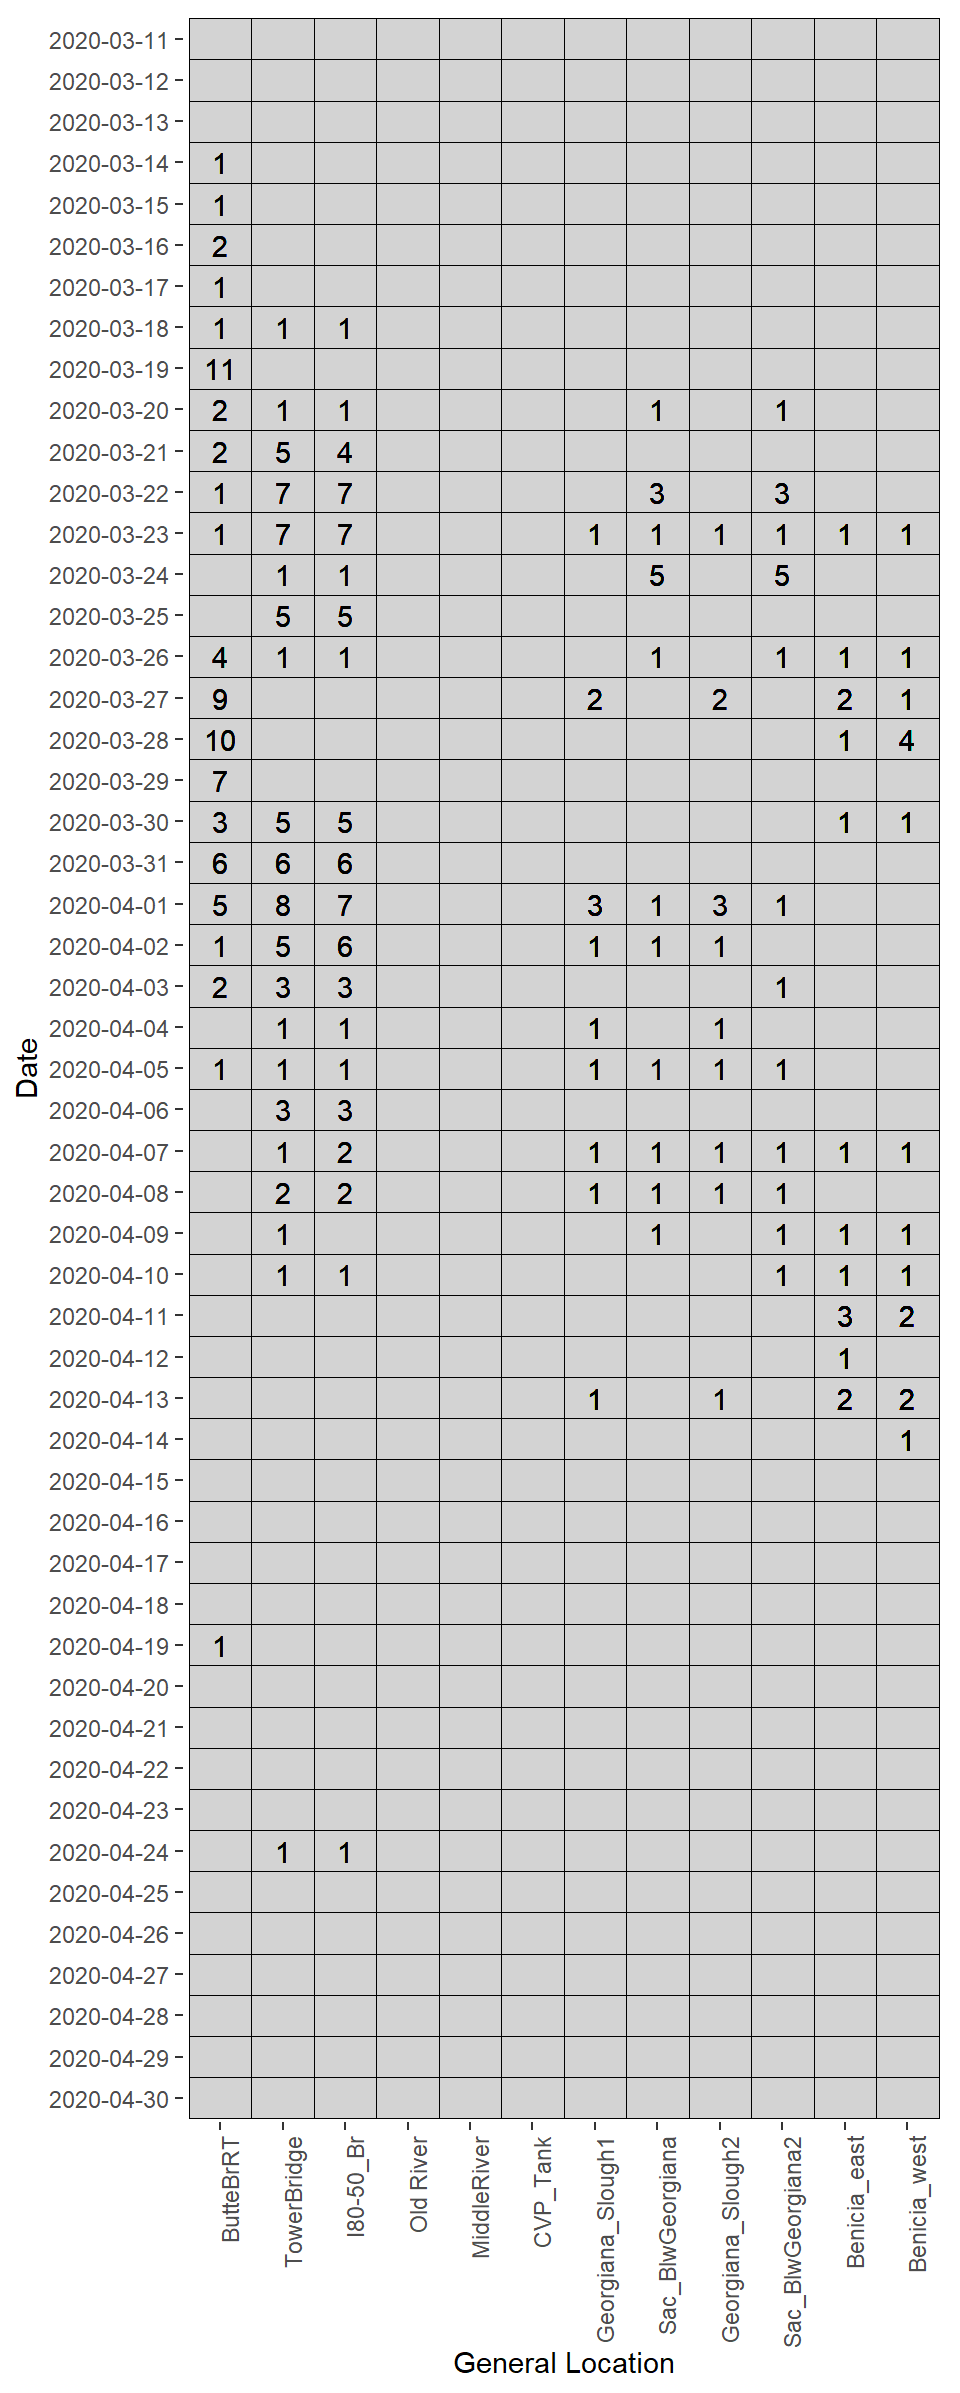 2020-03-11
2020-03-12
2020-03-13
2020-03-14 1
2020-03-15 1
2020-03-16 2
2020-03-17 1
2020-03-18 1 1 1
2020-03-19 11
2020-03-20 2 1 1 1 1
2020-03-21 2 5 4
2020-03-22 1 7 7 3 3
2020-03-23 1 7 7 1 1 1 1 1 1
2020-03-24 1 1 5 5
2020-03-25 5 5
2020-03-26 4 1 1 1 1 1 1
2020-03-27 9 2 2 2 1
2020-03-28 10 1 4
2020-03-29 7
2020-03-30 3 5 5 1 1
2020-03-31 6 6 6
2020-04-01 5 8 7 3 1 3 1
2020-04-02 1 5 6 1 1 1
2020-04-03 2 3 3 1
2020-04-04 1 1 1 1
2020-04-05 1 1 1 1 1 1 1
2020-04-06 3 3
2020-04-07 1 2 1 1 1 1 1 1
2020-04-08 2 2 1 1 1 1
2020-04-09 1 1 1 1 1
2020-04-10 1 1 1 1 1
2020-04-11 3 2
2020-04-12 1
2020-04-13 1 1 2 2
2020-04-14 1
2020-04-15
2020-04-16
2020-04-17
2020-04-18
2020-04-19 1
2020-04-20
2020-04-21
2020-04-22
2020-04-23
2020-04-24 1 1
2020-04-25
2020-04-26
2020-04-27
2020-04-28
2020-04-29
2020-04-30
Date
ButteBrRT
TowerBridge
I80-50_Br
Old River
MiddleRiver
CVP_Tank
Georgiana_Slough1
Sac_BlwGeorgiana
Georgiana_Slough2
Sac_BlwGeorgiana2
Benicia_east
Benicia_west
General Location